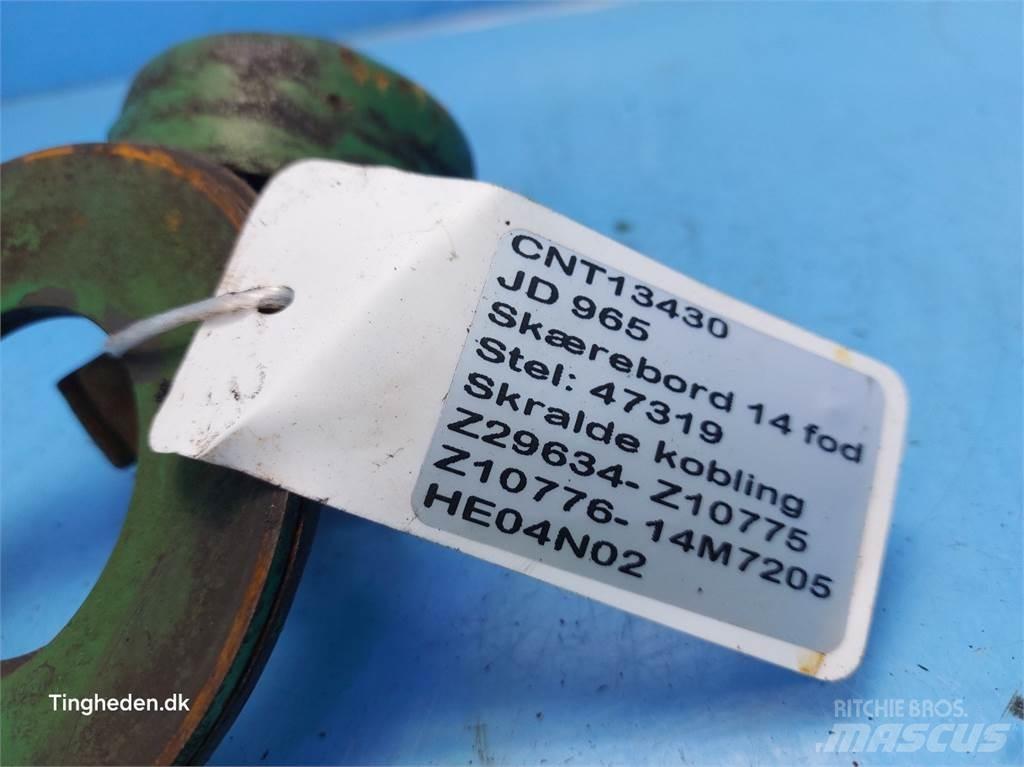 CNT13430
JD 965
Skærebord 14 fod
Stel: 47319
Skralde kobling
Z29634- Z10775
Z10776- 14M7205
HE04N02
Tingheden.dk
RITCHIE BROS.
MASCUS